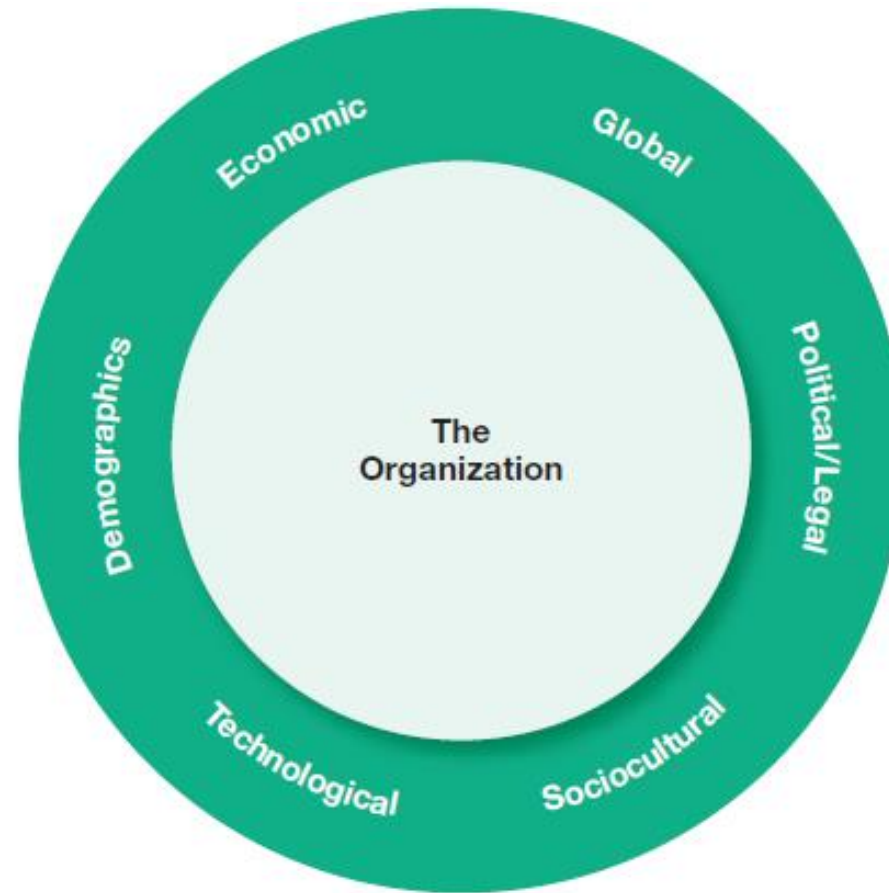 Economic
Global
Demographics
The
Organization
Political/Legal
Technological
Sociocultural